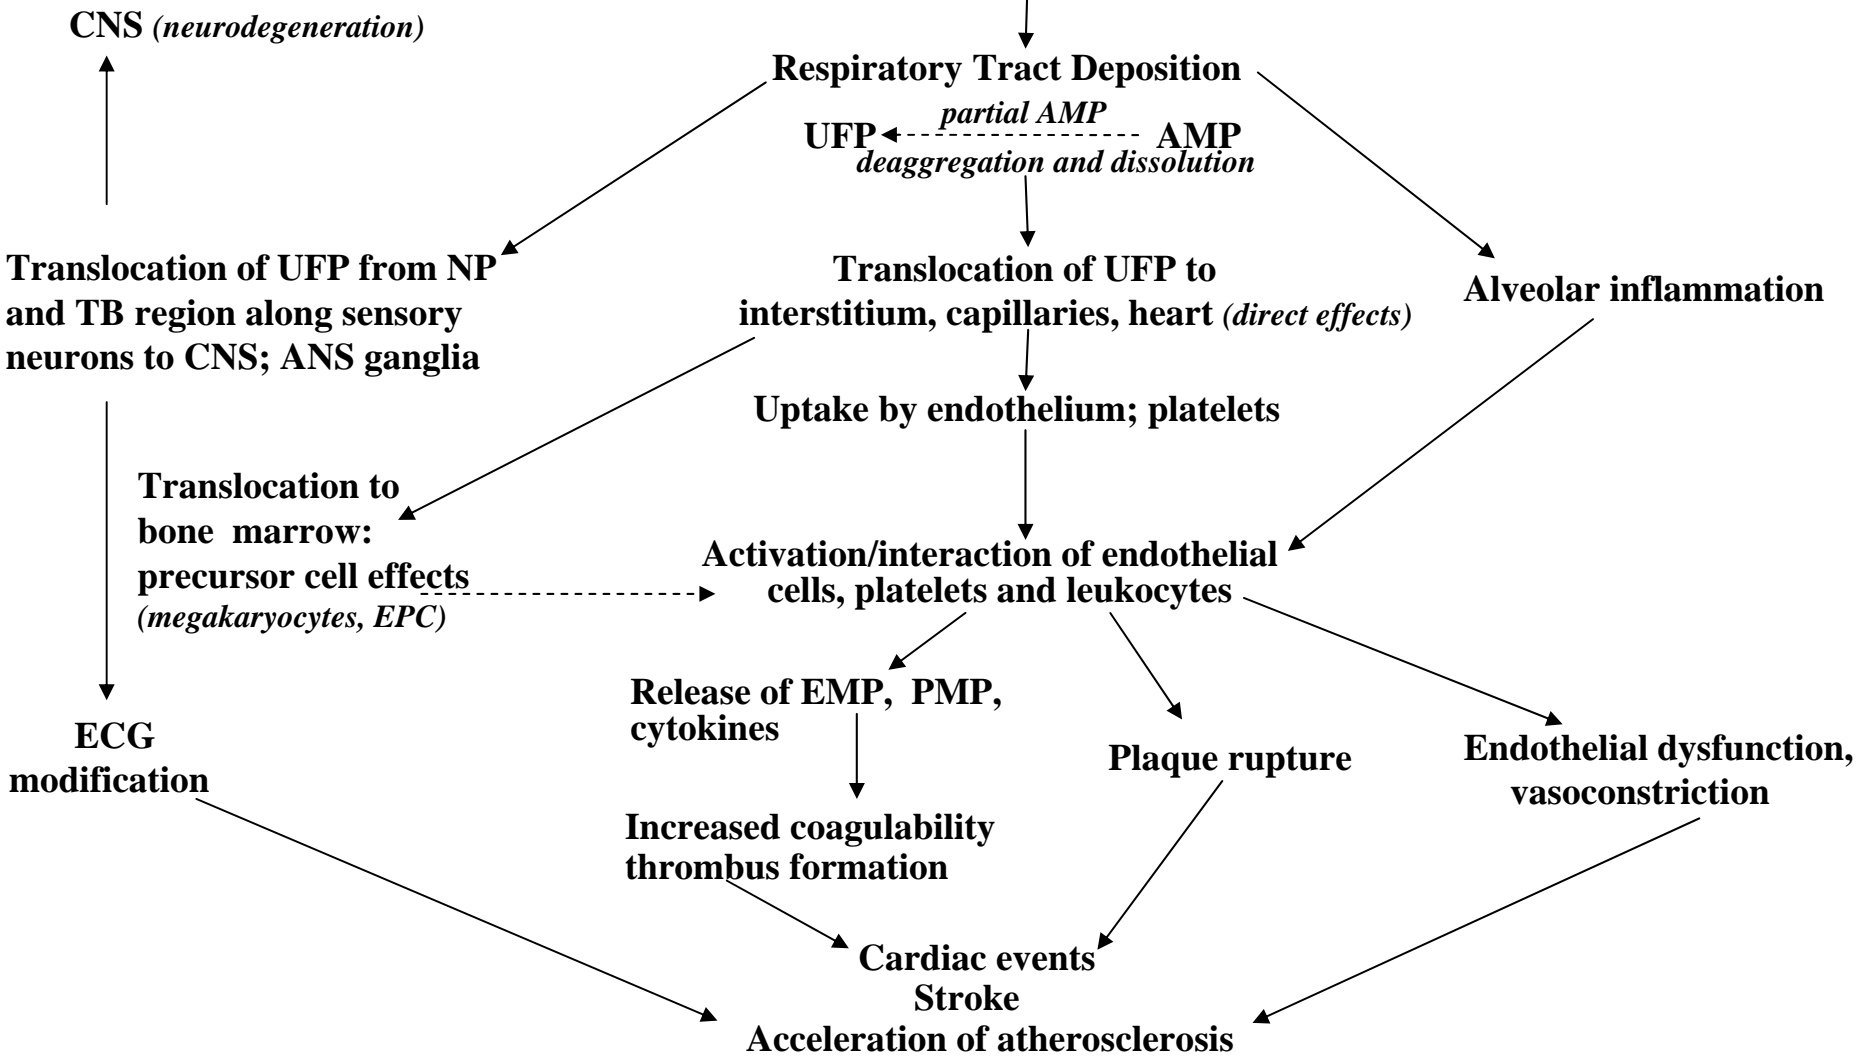 CNS (neurodegeneration)
Respiratory Tract Deposition
partial AMP
UFP AMP
deaggregation and dissolution
Translocation of UFP from NP
and TB region along sensory
neurons to CNS; ANS ganglia
Translocation of UFP to
interstitium, capillaries, heart (direct effects)
Alveolar inflammation
Uptake by endothelium; platelets
Translocation to
bone marrow:
precursor cell effects
(megakaryocytes, EPC)
Activation/interaction of endothelial
cells, platelets and leukocytes
Release of EMP, PMP,
cytokines
ECG
modification
Plaque rupture
Endothelial dysfunction,
vasoconstriction
Increased coagulability
thrombus formation
Cardiac events
Stroke
Acceleration of atherosclerosis